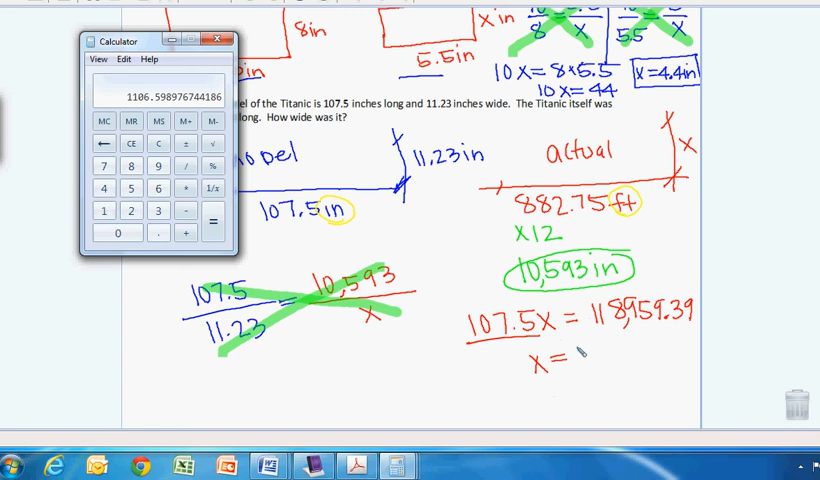 8in
x in
8 x
55 x
in 5.5in
10x = 8*5.5
10x = 44
x=4.4in
Calculator
View Edit Help
1106.598976744186
MC MR MS M+ M-
← CE C ± √
7 8 9 / %
4 5 6 * 1/x
1 2 3 - =
0 . +
el of the Titanic is 107.5 inches long and 11.23 inches wide. The Titanic itself was
long. How wide was it?
odel
11.23in
107.5in
actual
x
882.75ft
x12
10,593in
107.5 = 10,593
11.23 x
107.5x = 118,959.39
x =